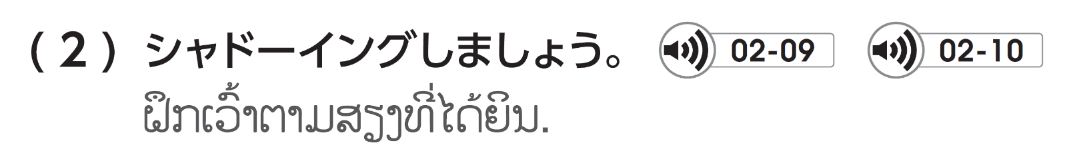 (2) シャドーイングしましょう。 02-09 02-10
ຝຶກເວົ້າຕາມສຽງທີ່ໄດ້ຍິນ.